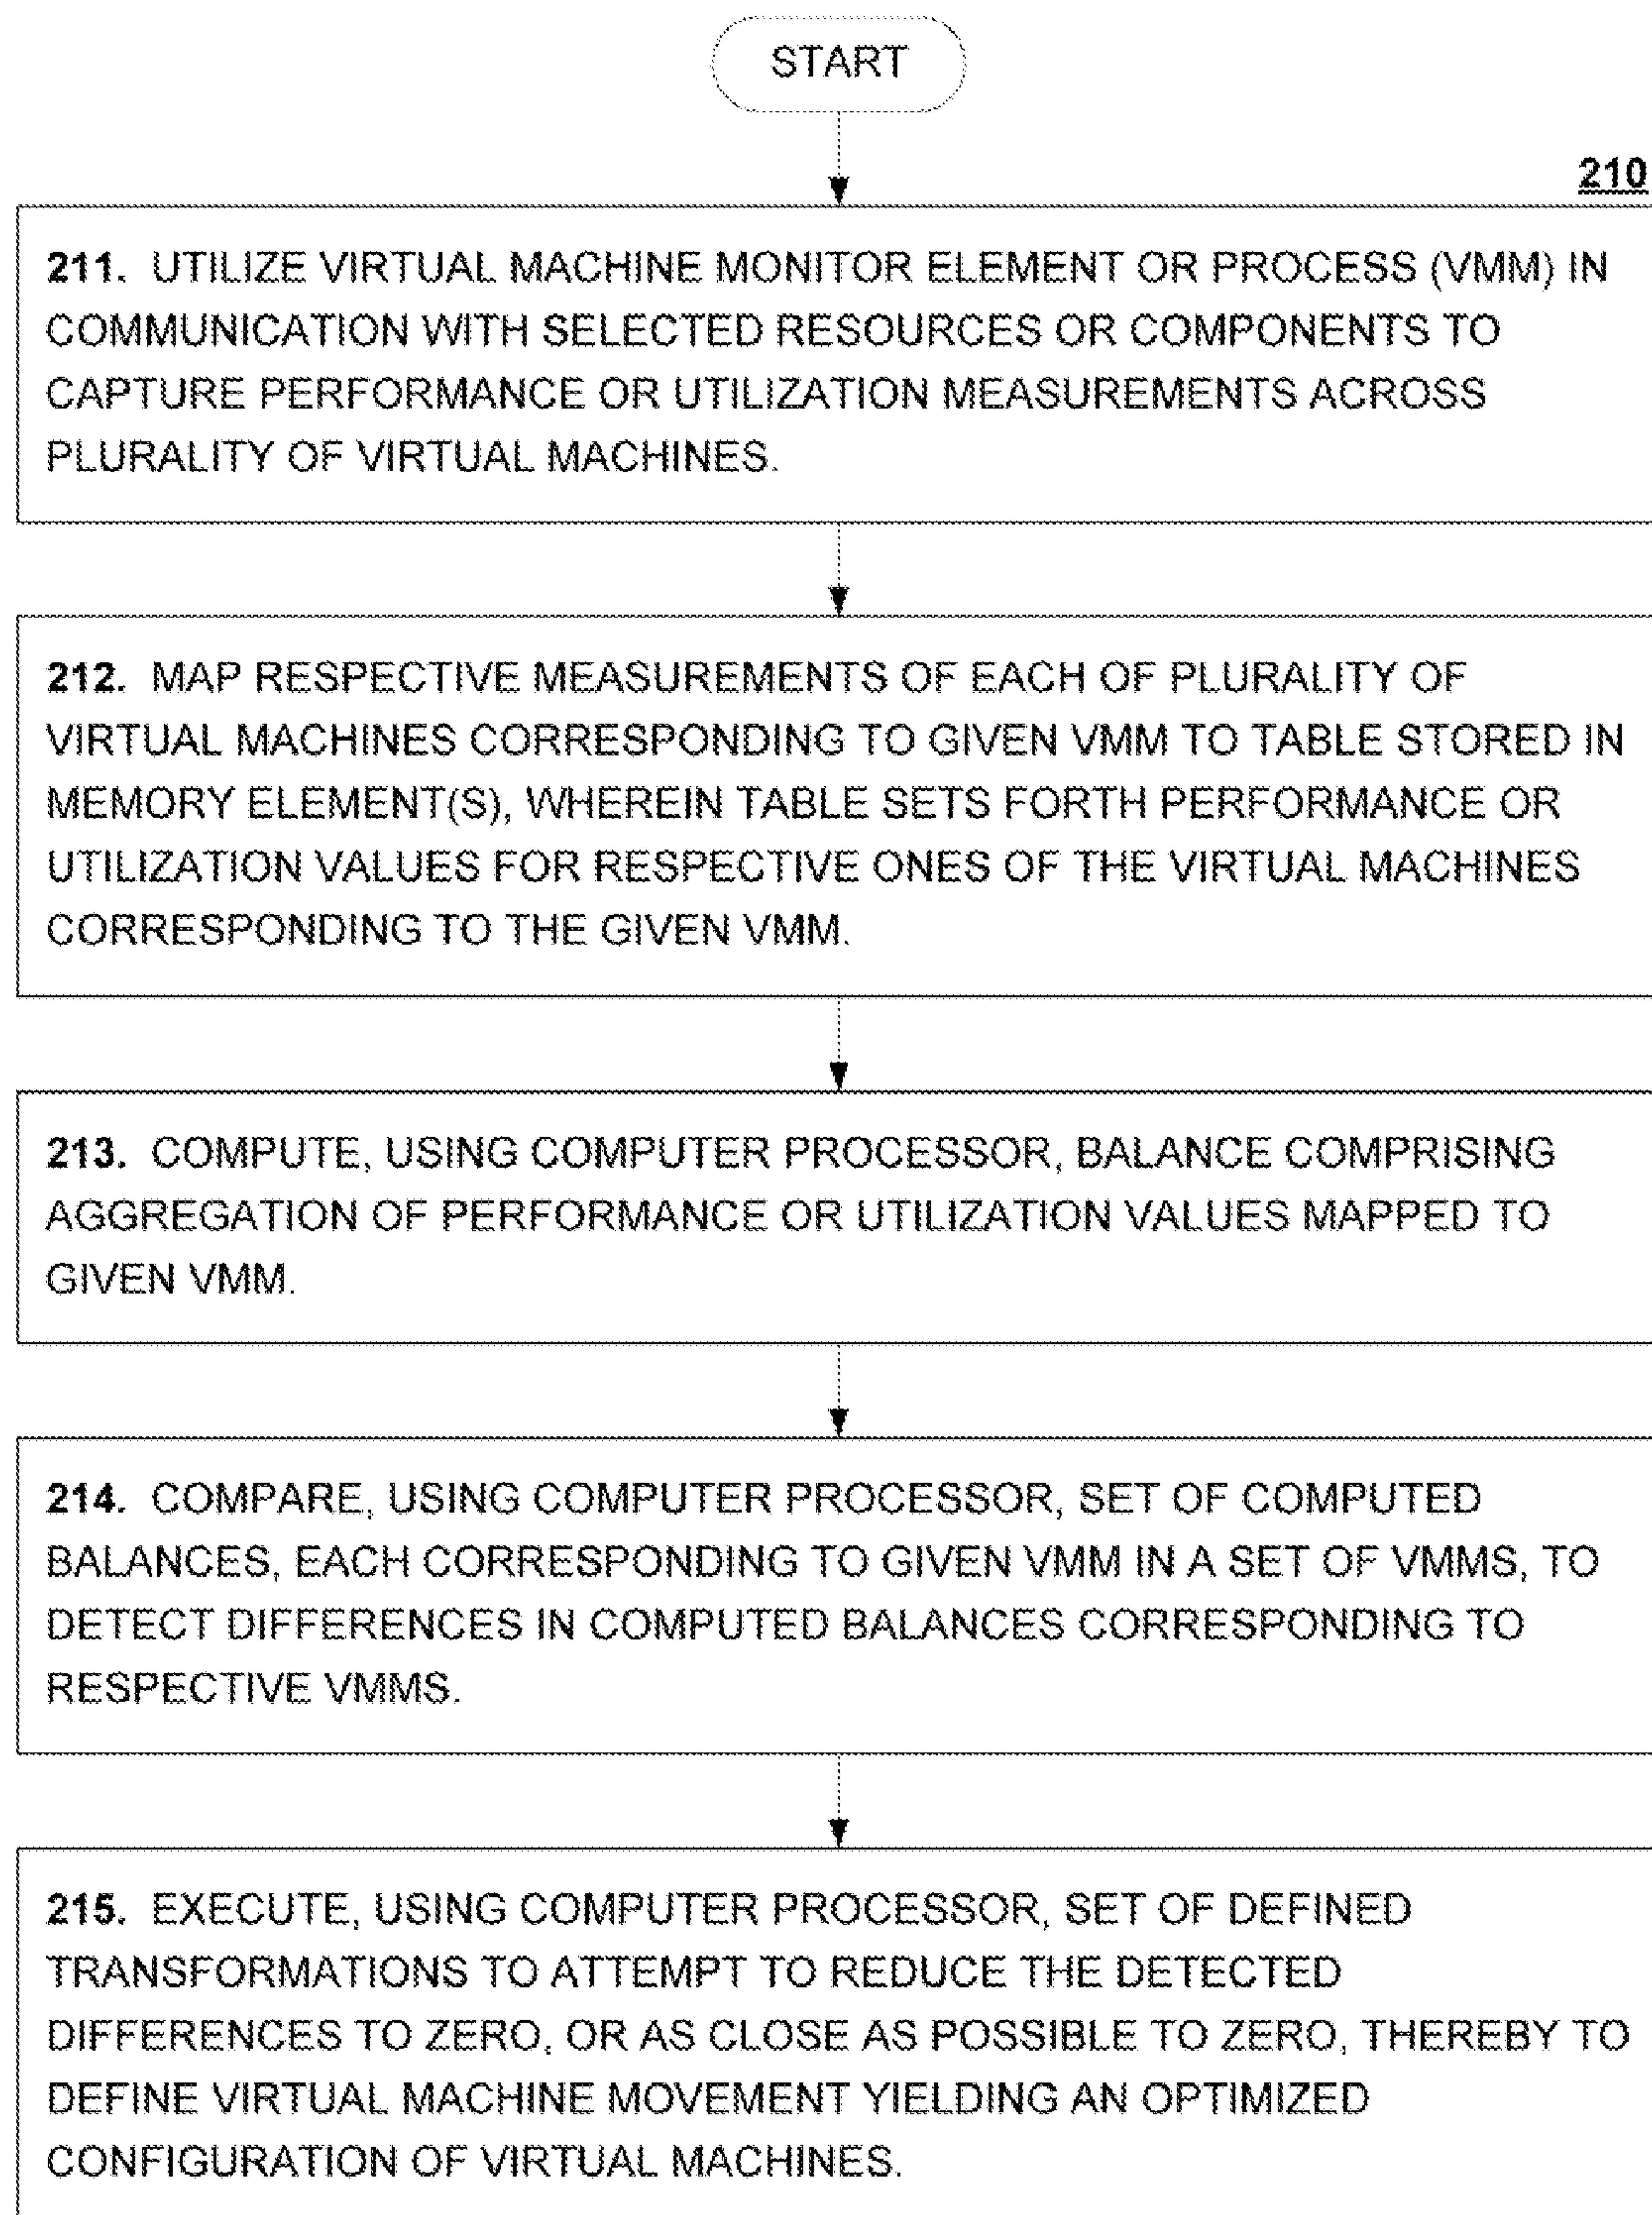 START
210
211. UTILIZE VIRTUAL MACHINE MONITOR ELEMENT OR PROCESS (VMM) IN
COMMUNICATION WITH SELECTED RESOURCES OR COMPONENTS TO
CAPTURE PERFORMANCE OR UTILIZATION MEASUREMENTS ACROSS
PLURALITY OF VIRTUAL MACHINES.
212. MAP RESPECTIVE MEASUREMENTS OF EACH OF PLURALITY OF
VIRTUAL MACHINES CORRESPONDING TO GIVEN VMM TO TABLE STORED IN
MEMORY ELEMENT(S), WHEREIN TABLE SETS FORTH PERFORMANCE OR
UTILIZATION VALUES FOR RESPECTIVE ONES OF THE VIRTUAL MACHINES
CORRESPONDING TO THE GIVEN VMM.
213. COMPUTE, USING COMPUTER PROCESSOR, BALANCE COMPRISING
AGGREGATION OF PERFORMANCE OR UTILIZATION VALUES MAPPED TO
GIVEN VMM.
214. COMPARE, USING COMPUTER PROCESSOR, SET OF COMPUTED
BALANCES, EACH CORRESPONDING TO GIVEN VMM IN A SET OF VMMS, TO
DETECT DIFFERENCES IN COMPUTED BALANCES CORRESPONDING TO
RESPECTIVE VMMS.
215. EXECUTE, USING COMPUTER PROCESSOR, SET OF DEFINED
TRANSFORMATIONS TO ATTEMPT TO REDUCE THE DETECTED
DIFFERENCES TO ZERO, OR AS CLOSE AS POSSIBLE TO ZERO, THEREBY TO
DEFINE VIRTUAL MACHINE MOVEMENT YIELDING AN OPTIMIZED
CONFIGURATION OF VIRTUAL MACHINES.